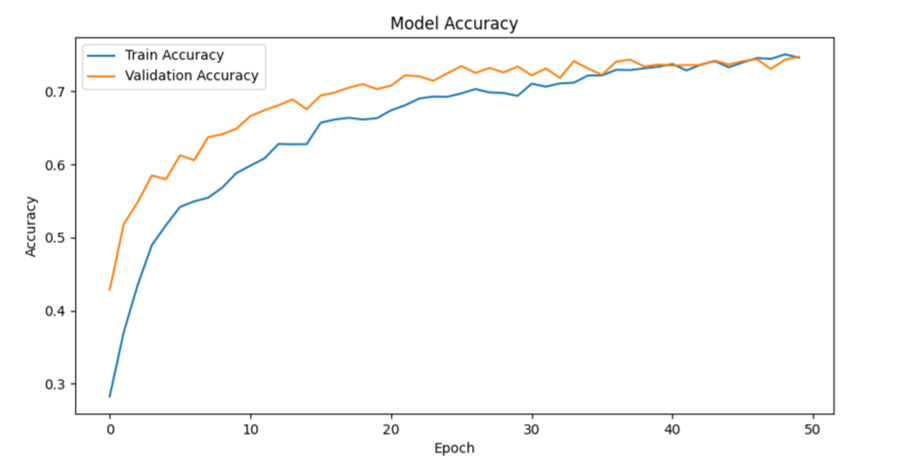 Model Accuracy
Train Accuracy
Validation Accuracy
0.7
0.6
0.5
0.4
0.3
Accuracy
0 10 20 30 40 50
Epoch